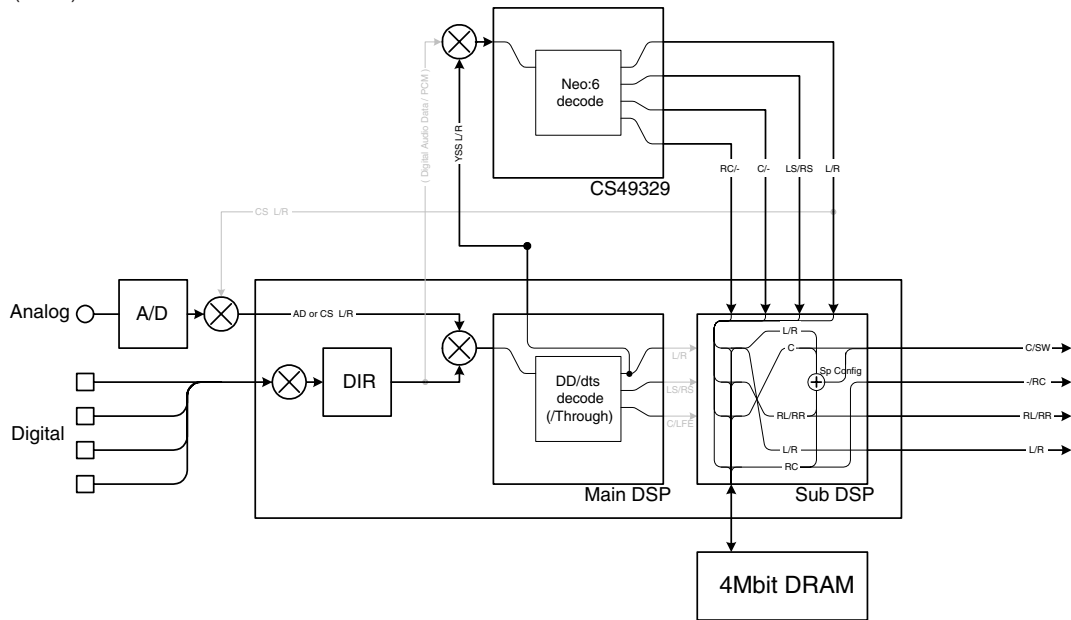 Neo:6
decode
CS49329
( Digital Audio Data / PCM )
YSS L/R
RC/-
C/-
LS/RS
L/R
CS L/R
Analog
A/D
AD or CS L/R
DIR
Digital
DD/dts
decode
(/Through)
Main DSP
L/R
LS/RS
C/LFE
L/R
C
Sp Config
RL/RR
L/R
RC
Sub DSP
C/SW
-/RC
RL/RR
L/R
4Mbit DRAM